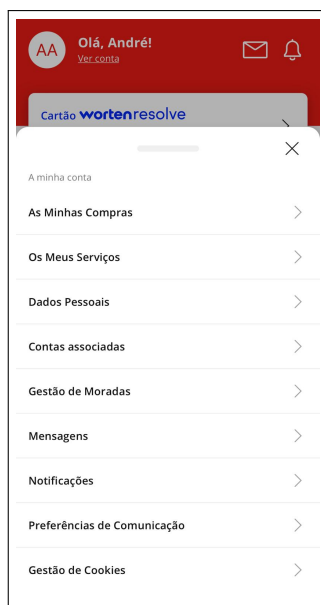 AA
Olá, André!
Ver conta
Cartão wortenresolve
A minha conta
As Minhas Compras
Os Meus Serviços
Dados Pessoais
Contas associadas
Gestão de Moradas
Mensagens
Notificações
Preferências de Comunicação
Gestão de Cookies